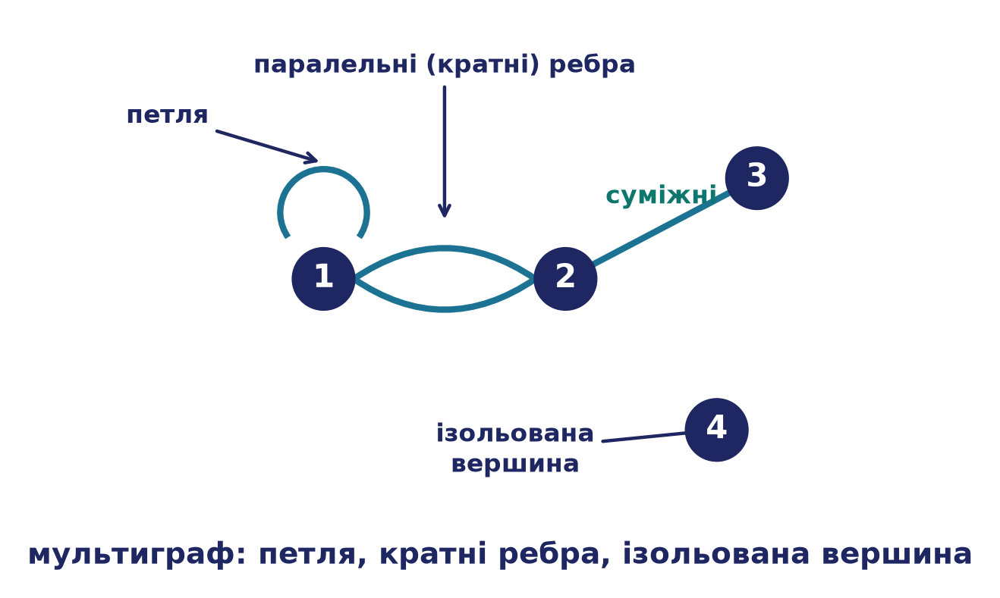 паралельні (кратні) ребра
петля
3
суміжні
1
2
4
ізольована
вершина
мультиграф: петля, кратні ребра, ізольована вершина